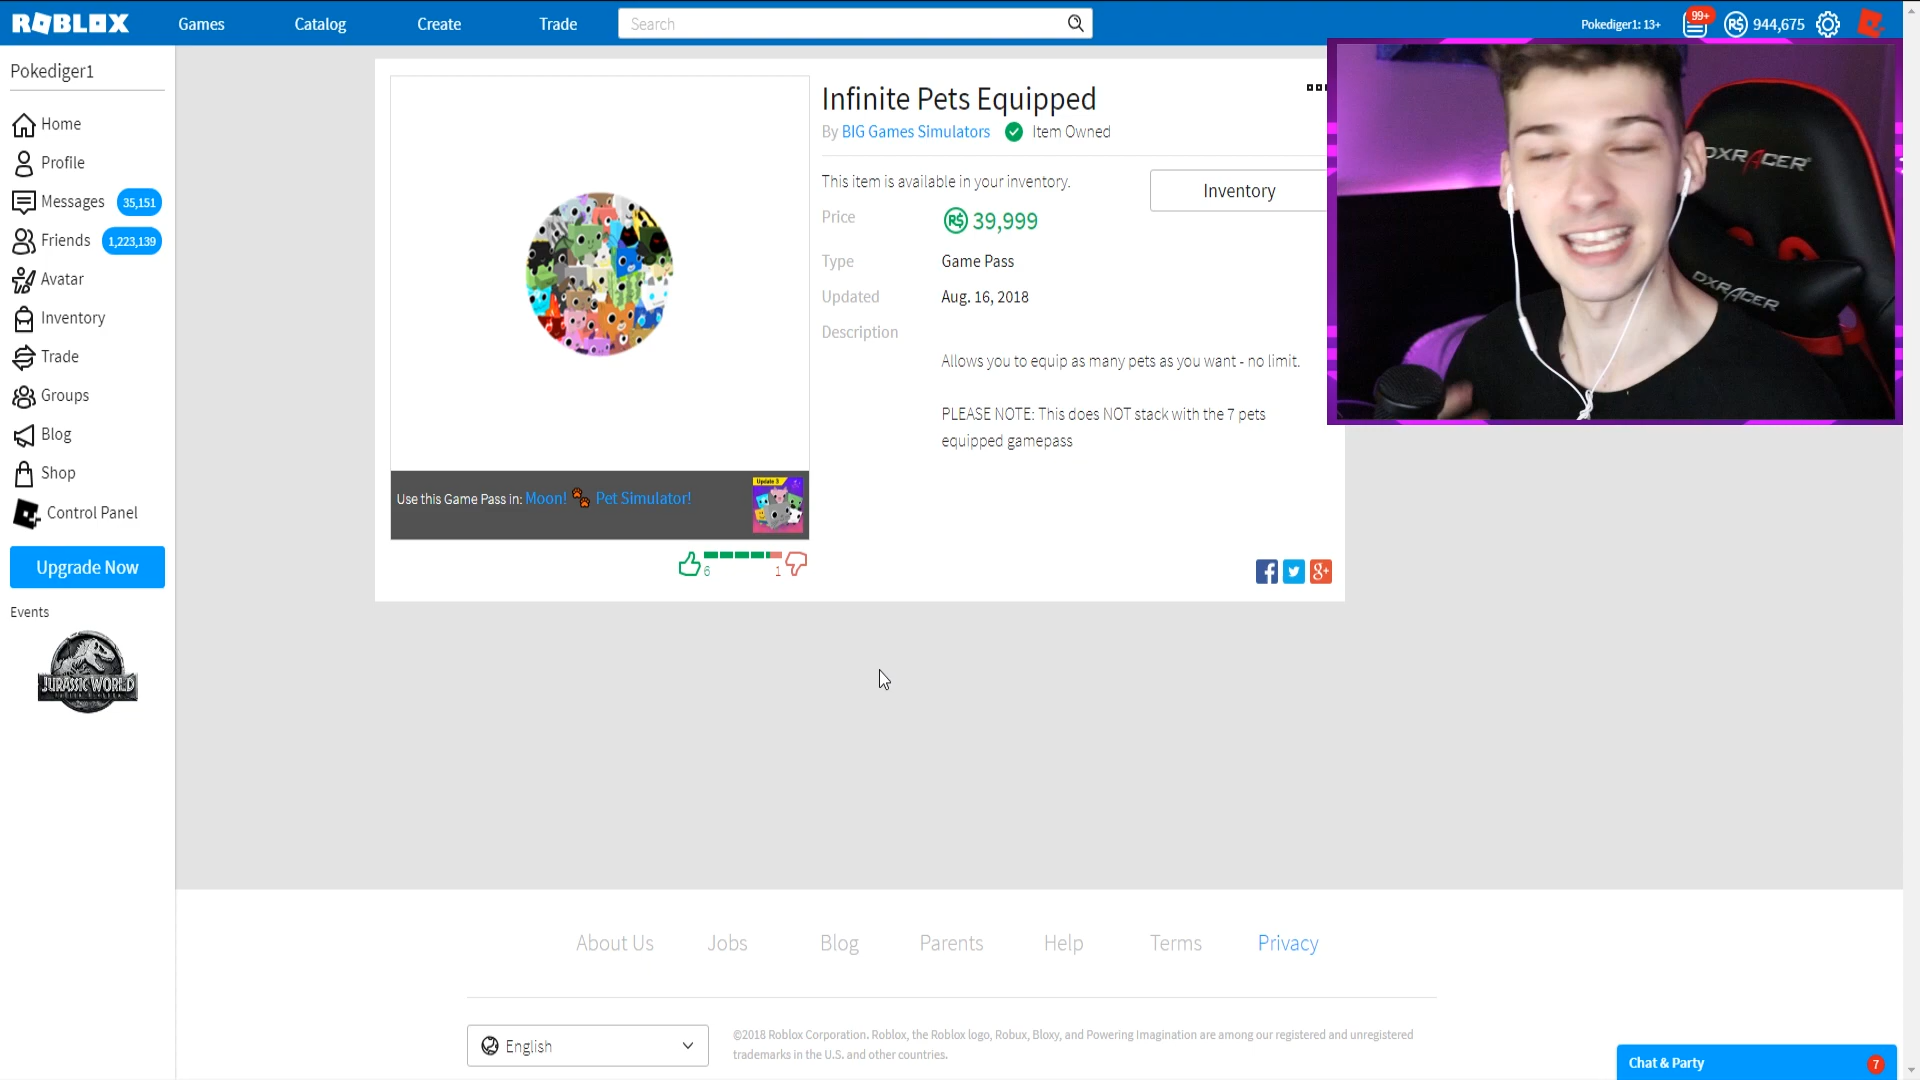 ROBLOX
Games
Catalog
Create
Trade
Search
Pokediger1: 13+
99+
R$ 944,675
Pokediger1
Home
Profile
Messages 35,151
Friends 1,223,139
Avatar
Inventory
Trade
Groups
Blog
Shop
Control Panel
Upgrade Now
Events
JURASSIC WORLD
Infinite Pets Equipped
By BIG Games Simulators Item Owned
This item is available in your inventory.
Inventory
Price R$ 39,999
Type Game Pass
Updated Aug. 16, 2018
Description
Allows you to equip as many pets as you want - no limit.
PLEASE NOTE: This does NOT stack with the 7 pets
equipped gamepass
Use this Game Pass in: Moon! Pet Simulator!
Update 3
6
1
DXRACER
DXRACER
About Us
Jobs
Blog
Parents
Help
Terms
Privacy
English
©2018 Roblox Corporation. Roblox, the Roblox logo, Robux, Bloxy, and Powering Imagination are among our registered and unregistered
trademarks in the U.S. and other countries.
Chat & Party 7